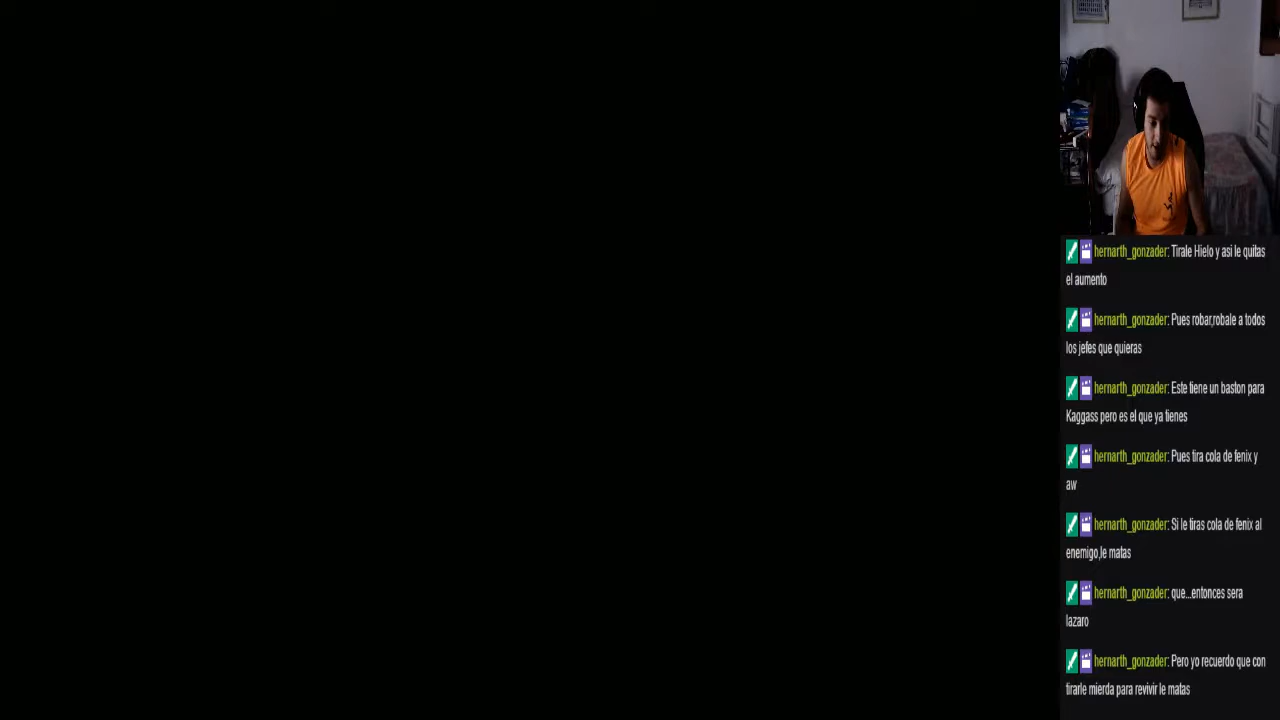 hernarth_gonzader: Tirale Hielo y asi le quitas
el aumento
hernarth_gonzader: Pues robar,robale a todos
los jefes que quieras
hernarth_gonzader: Este tiene un baston para
Kaggass pero es el que ya tienes
hernarth_gonzader: Pues tira cola de fenix y
aw
hernarth_gonzader: Si le tiras cola de fenix al
enemigo,le matas
hernarth_gonzader: que...entonces sera
lazaro
hernarth_gonzader: Pero yo recuerdo que con
tirarle mierda para revivir le matas